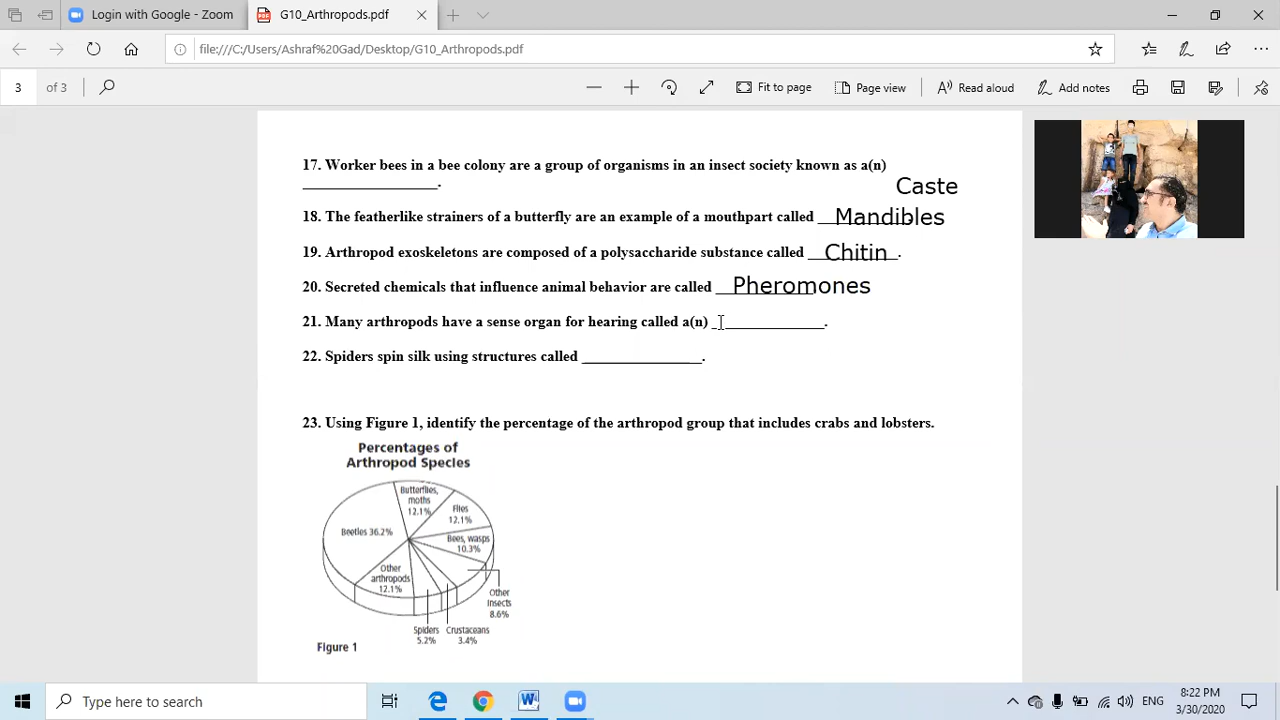 Login with Google - Zoom
G10_Arthropods.pdf
file:///C:/Users/Ashraf%20Gad/Desktop/G10_Arthropods.pdf
3 of 3
Fit to page
Page view
Read aloud
Add notes
17. Worker bees in a bee colony are a group of organisms in an insect society known as a(n)
_________________.
Caste
18. The featherlike strainers of a butterfly are an example of a mouthpart called ____________
Mandibles
19. Arthropod exoskeletons are composed of a polysaccharide substance called ____________.
Chitin
20. Secreted chemicals that influence animal behavior are called ____________
Pheromones
21. Many arthropods have a sense organ for hearing called a(n) ______________.
22. Spiders spin silk using structures called _______________.
23. Using Figure 1, identify the percentage of the arthropod group that includes crabs and lobsters.
Percentages of
Arthropod Species
Butterflies,
moths
12.1%
Flies
12.1%
Beetles 36.2%
Bees, wasps
10.3%
Other
arthropods
12.1%
Other
Insects
8.6%
Spiders
5.2%
Crustaceans
3.4%
Figure 1
Type here to search
ENG
8:22 PM
3/30/2020